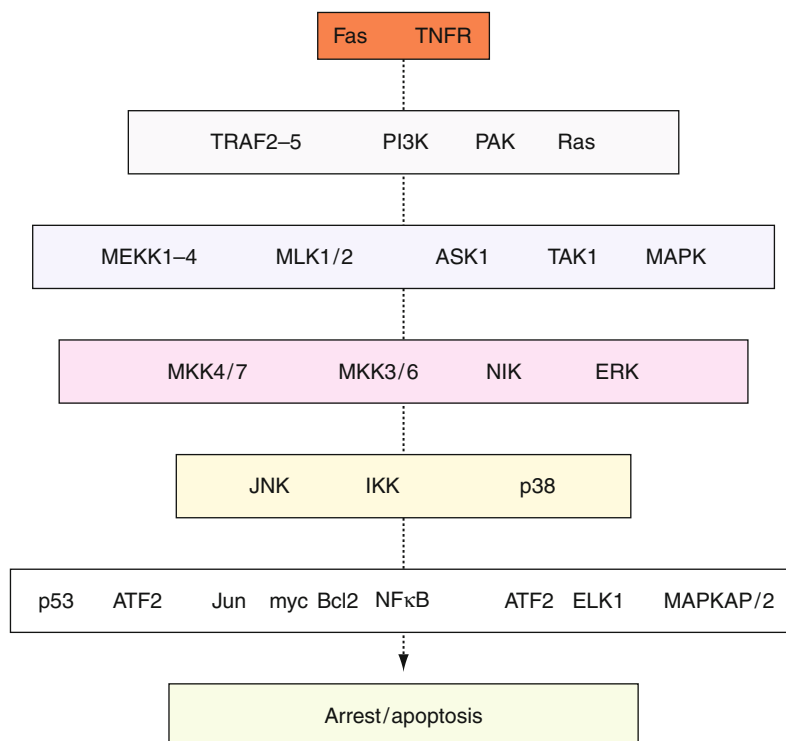 Fas TNFR
TRAF2–5 PI3K PAK Ras
MEKK1–4 MLK1/2 ASK1 TAK1 MAPK
MKK4/7 MKK3/6 NIK ERK
JNK IKK p38
p53 ATF2 Jun myc Bcl2 NFκB ATF2 ELK1 MAPKAP/2
Arrest/apoptosis